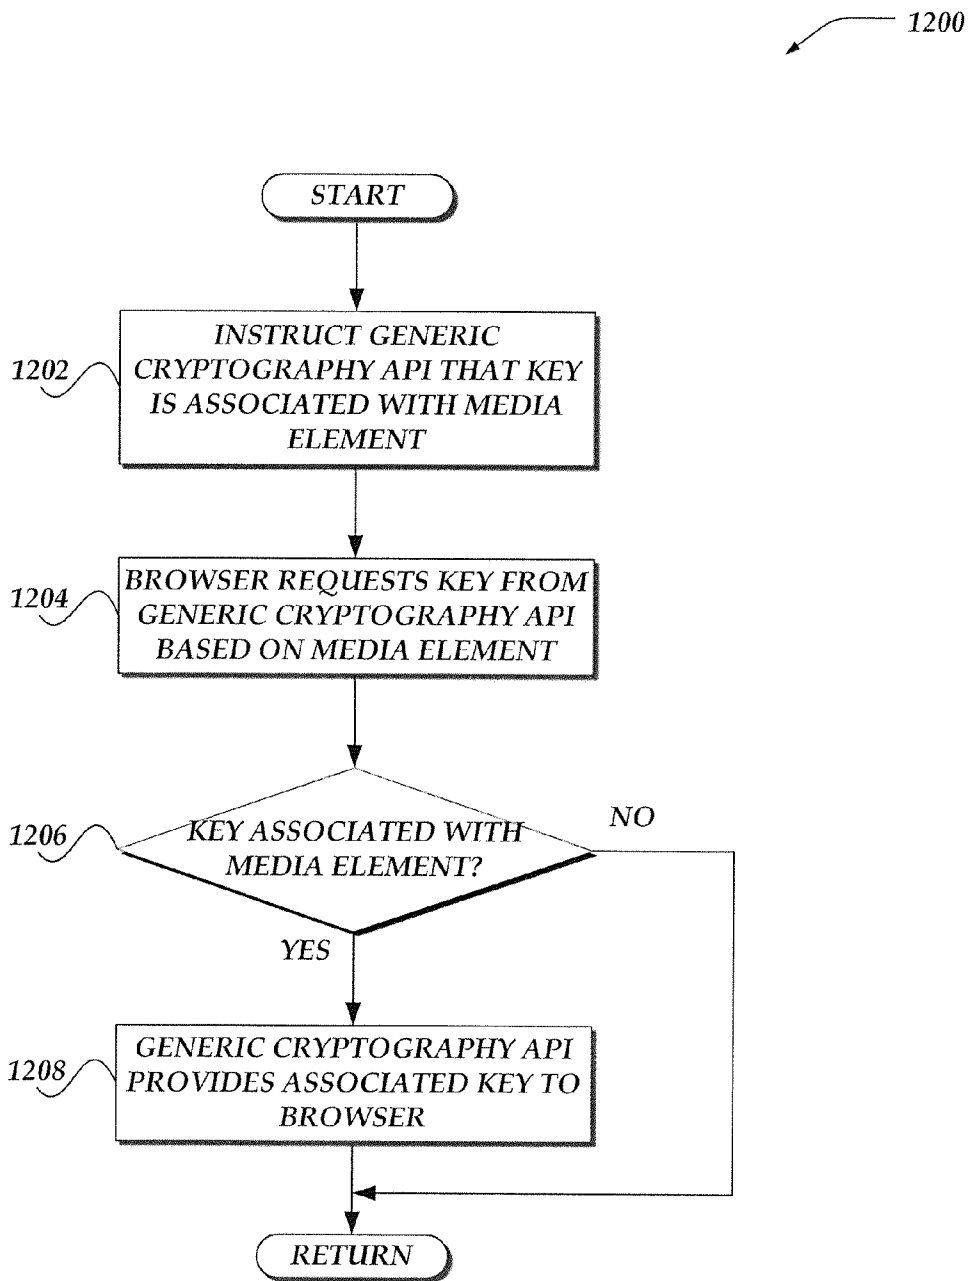 1200
START
1202
INSTRUCT GENERIC
CRYPTOGRAPHY API THAT KEY
IS ASSOCIATED WITH MEDIA
ELEMENT
1204
BROWSER REQUESTS KEY FROM
GENERIC CRYPTOGRAPHY API
BASED ON MEDIA ELEMENT
1206
KEY ASSOCIATED WITH
MEDIA ELEMENT?
NO
YES
1208
GENERIC CRYPTOGRAPHY API
PROVIDES ASSOCIATED KEY TO
BROWSER
RETURN